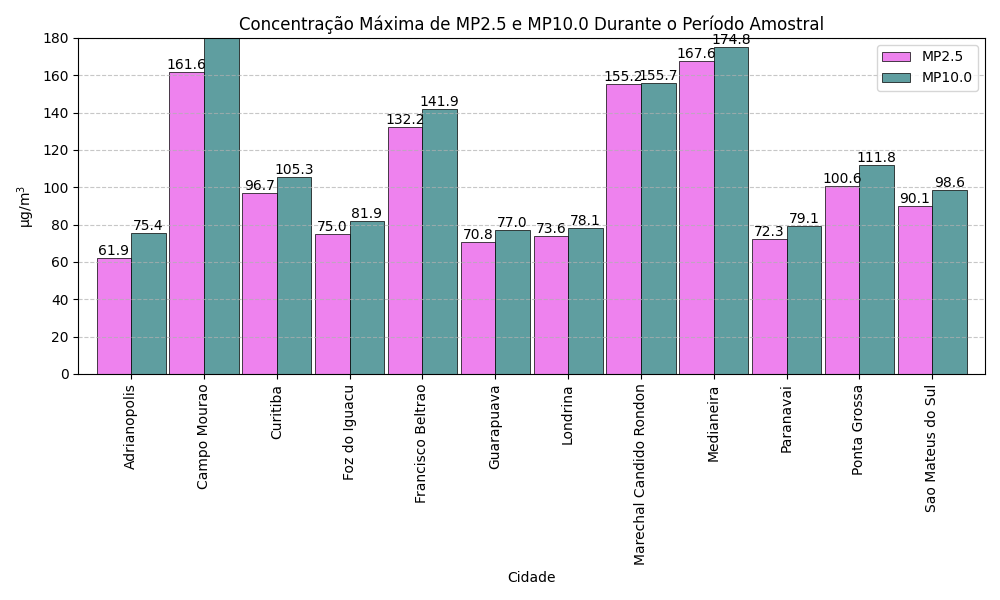 Concentração Máxima de MP2.5 e MP10.0 Durante o Período Amostral
MP2.5
MP10.0
µg/m³
180
160
140
120
100
80
60
40
20
0
61.9
75.4
161.6
96.7
105.3
75.0
81.9
132.2
141.9
70.8
77.0
73.6
78.1
155.2
155.7
167.6
174.8
72.3
79.1
100.6
111.8
90.1
98.6
Adrianopolis
Campo Mourao
Curitiba
Foz do Iguacu
Francisco Beltrao
Guarapuava
Londrina
Marechal Candido Rondon
Medianeira
Paranavai
Ponta Grossa
Sao Mateus do Sul
Cidade